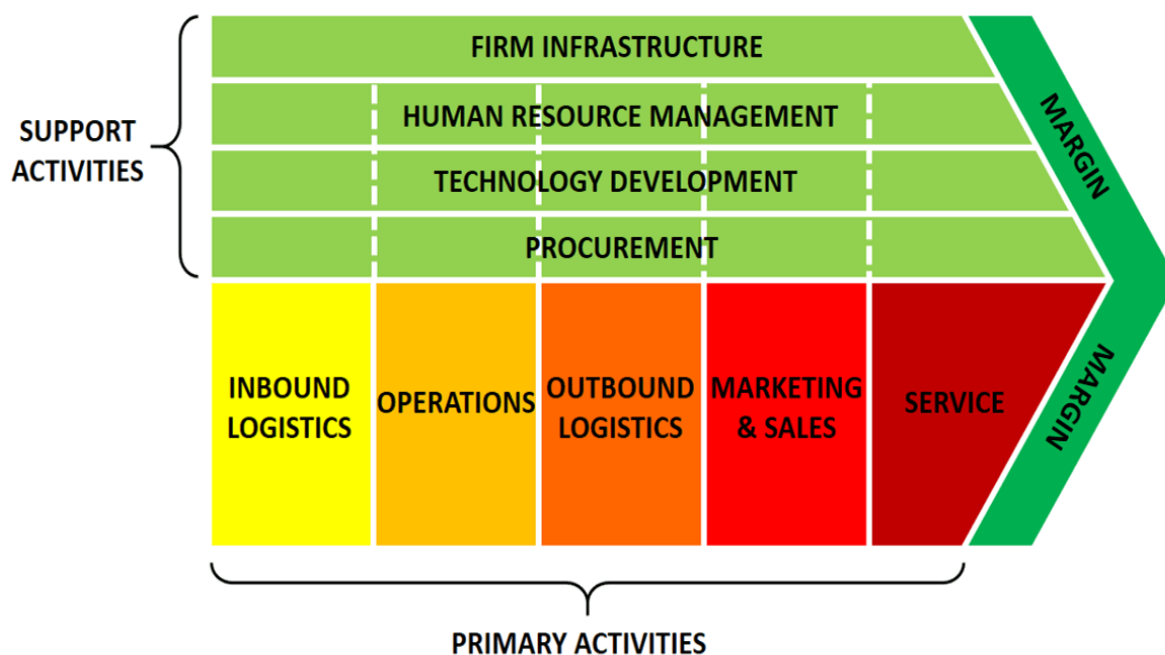 FIRM INFRASTRUCTURE
HUMAN RESOURCE MANAGEMENT
TECHNOLOGY DEVELOPMENT
PROCUREMENT
SUPPORT
ACTIVITIES
MARGIN
INBOUND
LOGISTICS
OPERATIONS
OUTBOUND
LOGISTICS
MARKETING
& SALES
SERVICE
MARGIN
PRIMARY ACTIVITIES